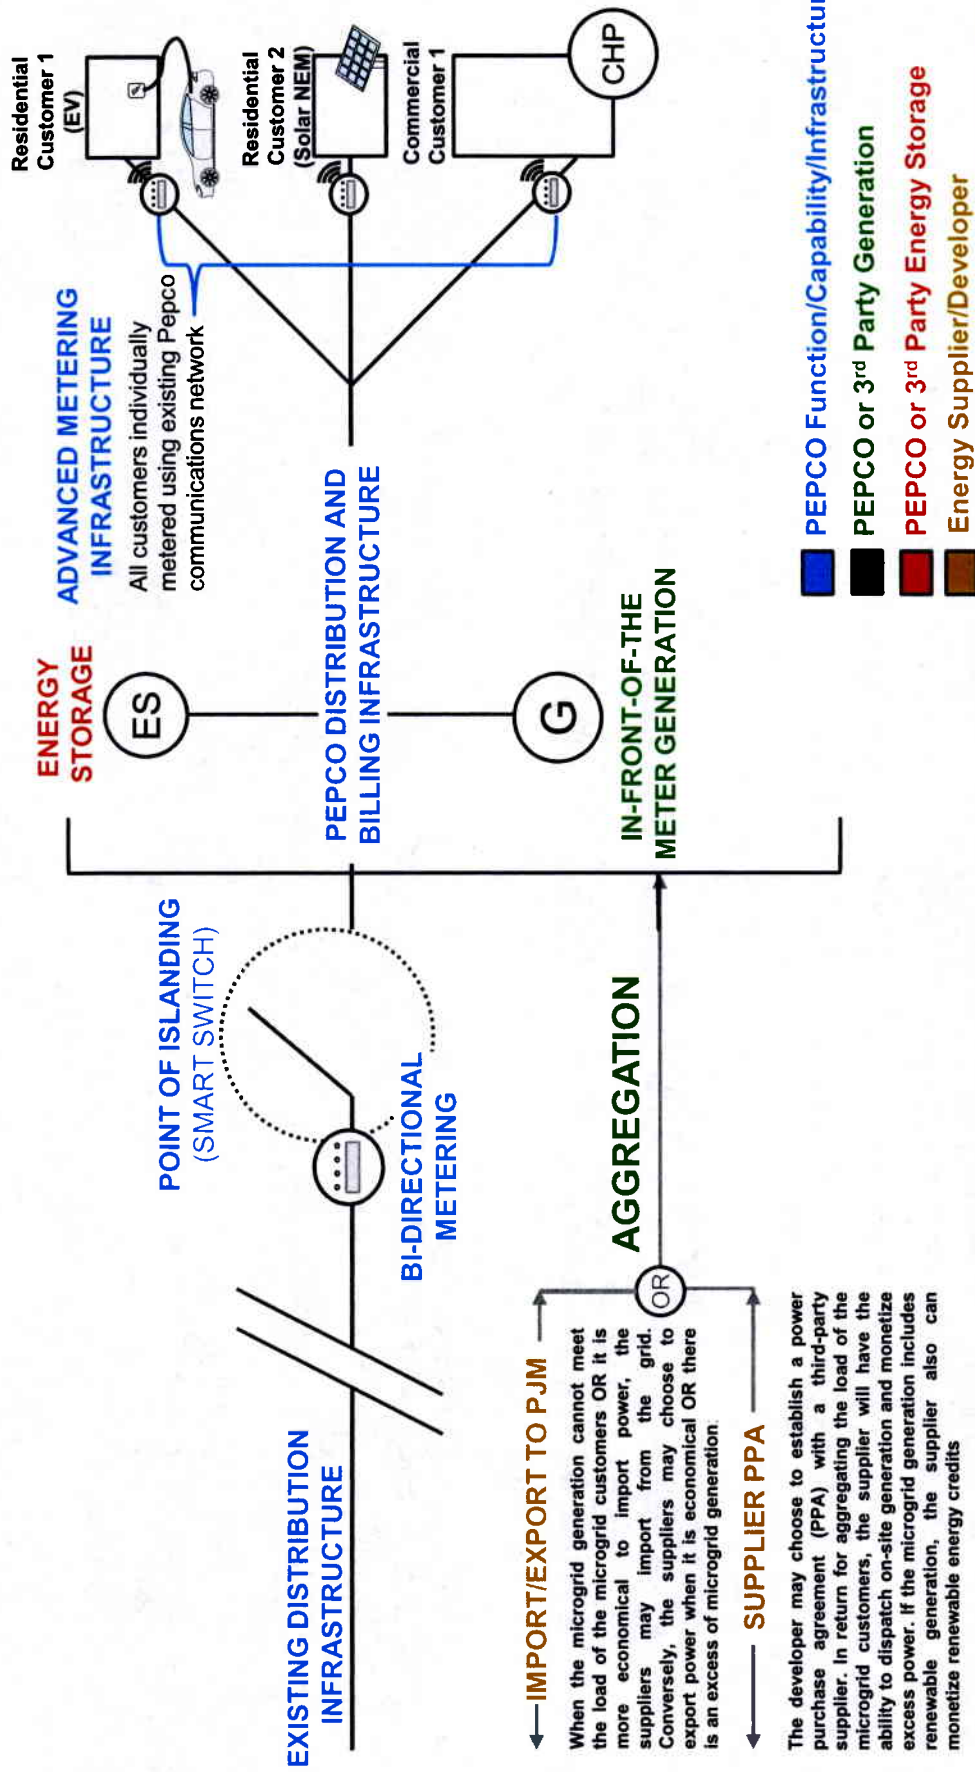 EXISTING DISTRIBUTION
INFRASTRUCTURE
POINT OF ISLANDING
(SMART SWITCH)
BI-DIRECTIONAL
METERING
ENERGY
STORAGE
ES
PEPCO DISTRIBUTION AND
BILLING INFRASTRUCTURE
G
IN-FRONT-OF-THE
METER GENERATION
ADVANCED METERING
INFRASTRUCTURE
All customers individually
metered using existing Pepco
communications network
Residential
Customer 1
(EV)
Residential
Customer 2
(Solar NEM)
Commercial
Customer 1
CHP
IMPORT/EXPORT TO PJM
When the microgrid generation cannot meet
the load of the microgrid customers OR it is
more economical to import power, the
suppliers may import from the grid.
Conversely, the suppliers may choose to
export power when it is economical OR there
is an excess of microgrid generation
OR
AGGREGATION
SUPPLIER PPA
The developer may choose to establish a power
purchase agreement (PPA) with a third-party
supplier. In return for aggregating the load of the
microgrid customers, the supplier will have the
ability to dispatch on-site generation and monetize
excess power. If the microgrid generation includes
renewable generation, the supplier also can
monetize renewable energy credits
PEPCO Function/Capability/Infrastructur
PEPCO or 3rd Party Generation
PEPCO or 3rd Party Energy Storage
Energy Supplier/Developer